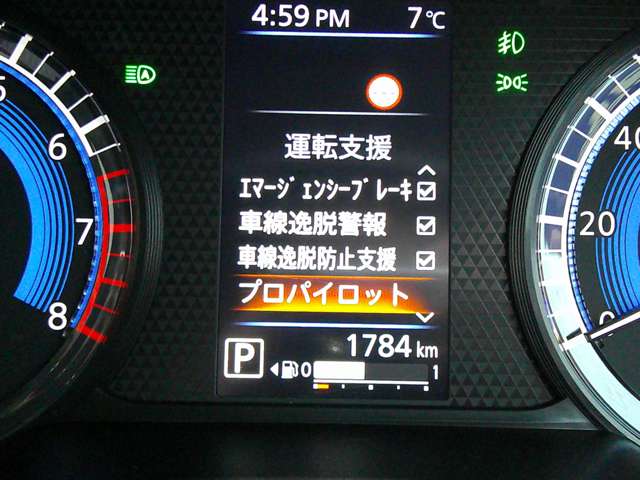 4:59 PM 7℃
運転支援
ｴﾏｰｼﾞｪﾝｼｰﾌﾞﾚｰｷ
車線逸脱警報
車線逸脱防止支援
プロパイロット
P 1784 km
0 1
5
6
7
8
40
20
0
A